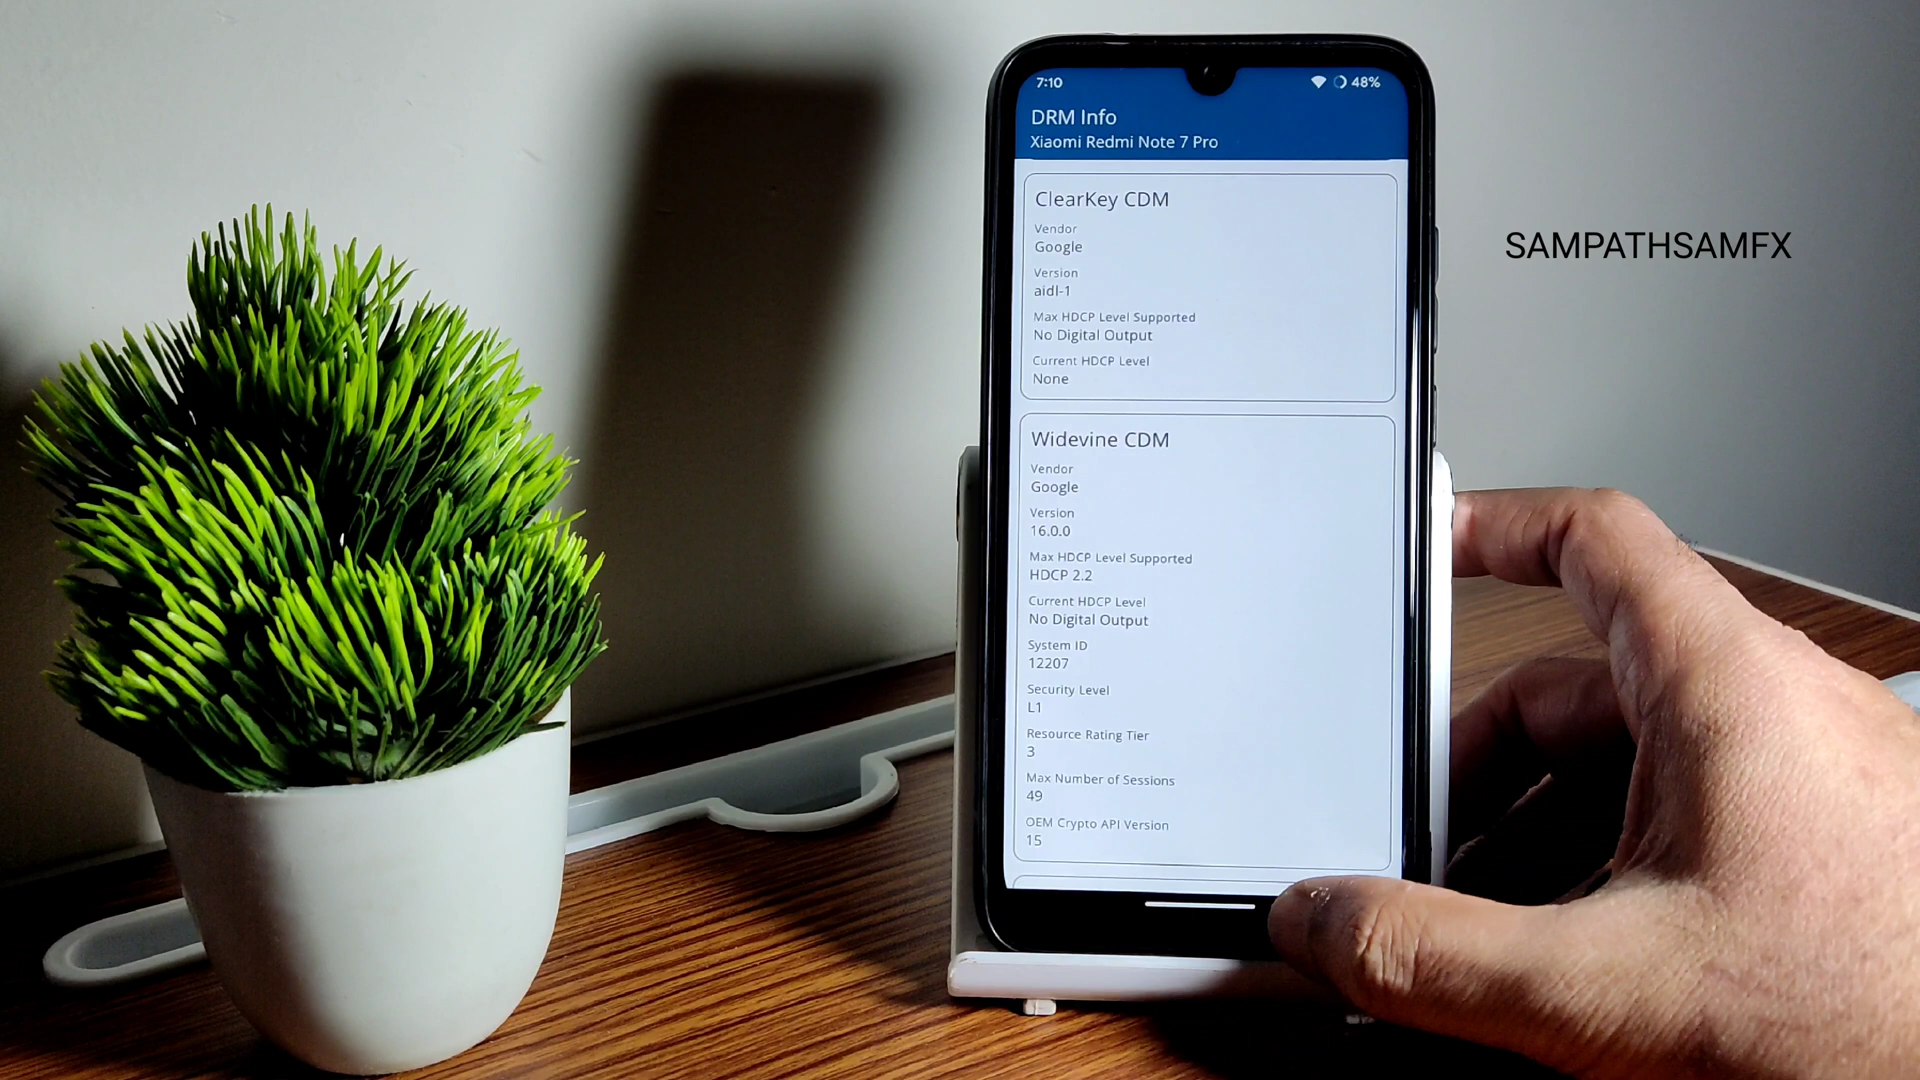 7:10
48%
DRM Info
Xiaomi Redmi Note 7 Pro
ClearKey CDM
Vendor
Google
Version
aidl-1
Max HDCP Level Supported
No Digital Output
Current HDCP Level
None
Widevine CDM
Vendor
Google
Version
16.0.0
Max HDCP Level Supported
HDCP 2.2
Current HDCP Level
No Digital Output
System ID
12207
Security Level
L1
Resource Rating Tier
3
Max Number of Sessions
49
OEM Crypto API Version
15
SAMPATHSAMFX